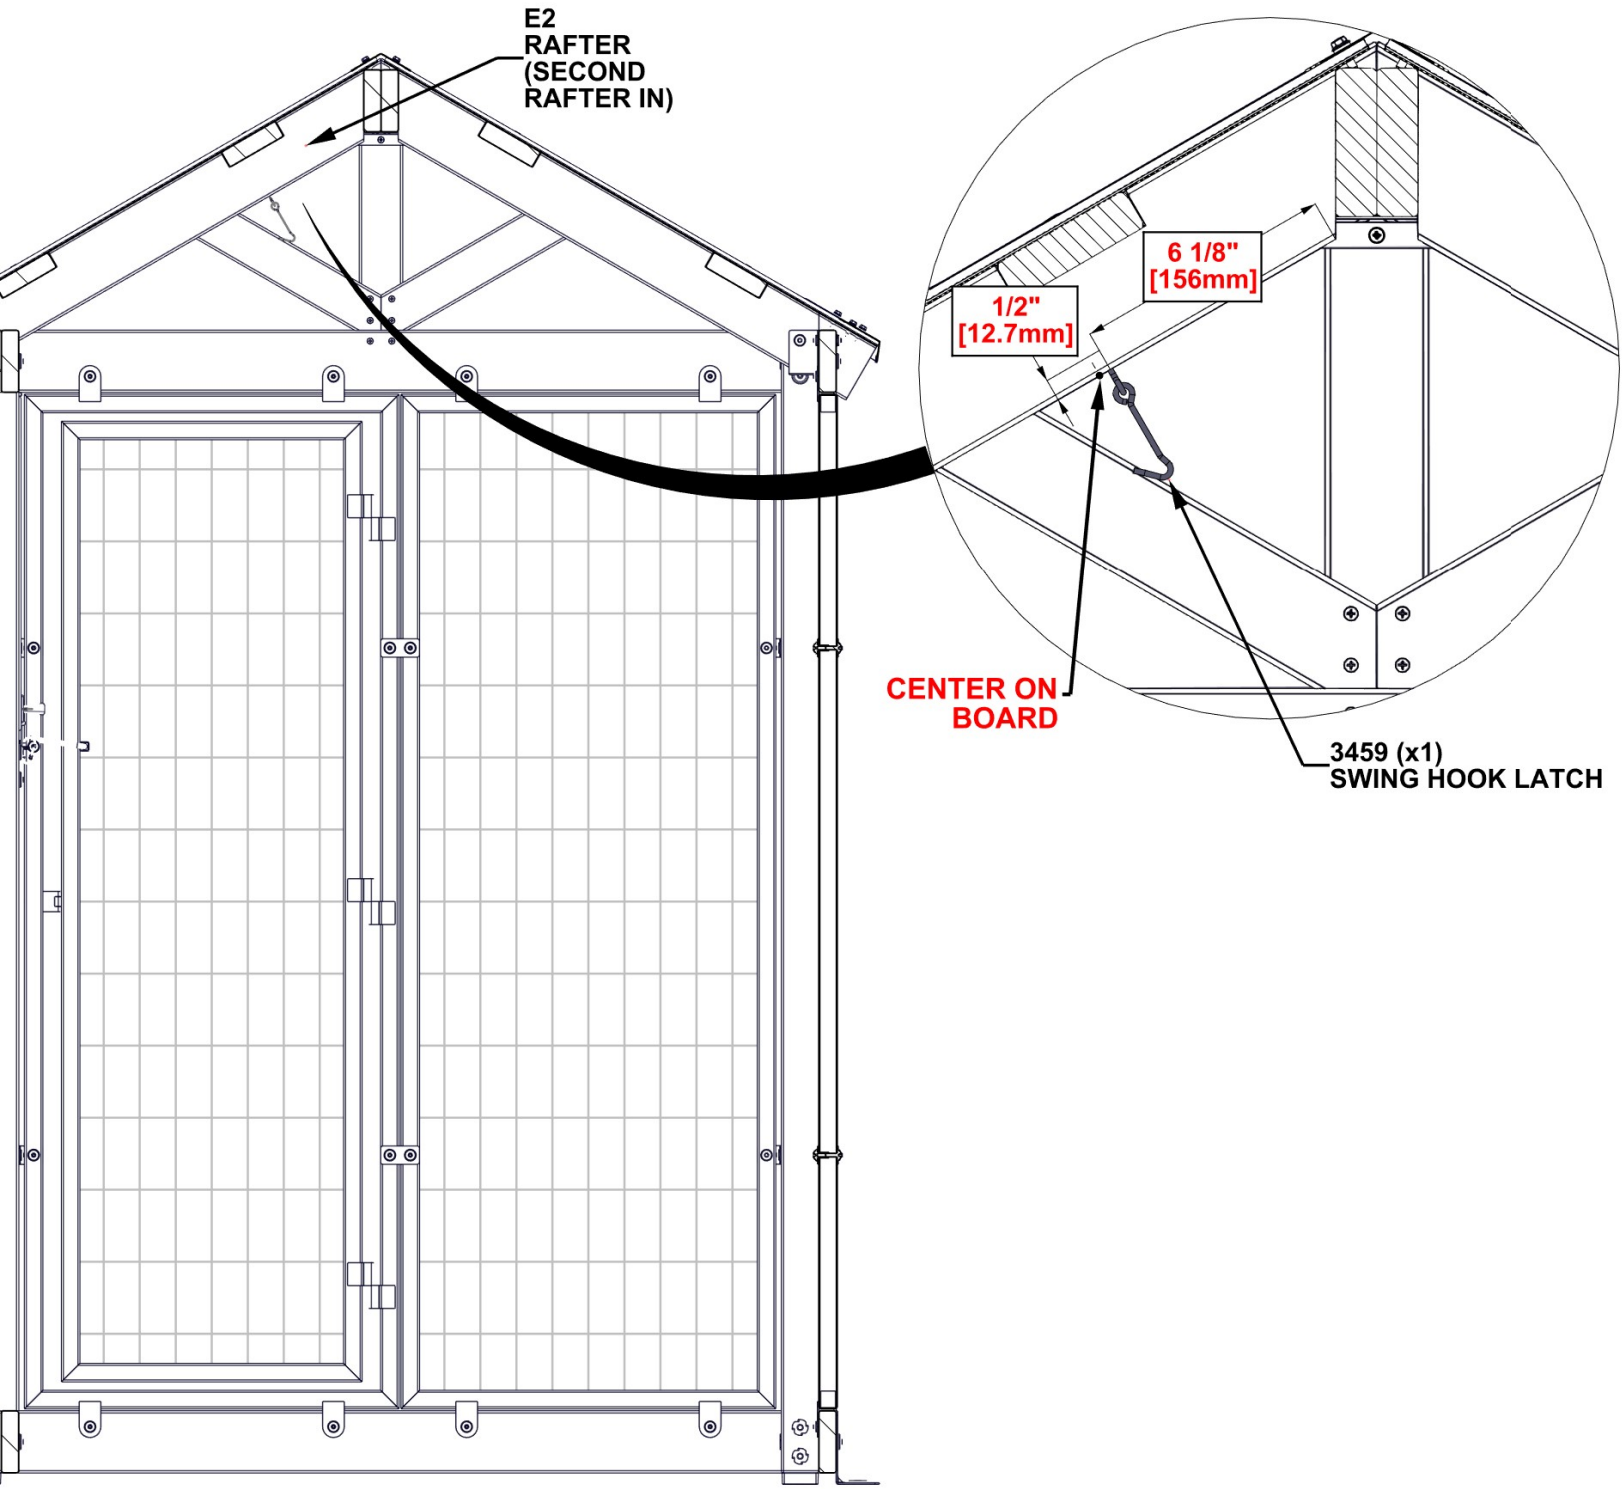 E2
RAFTER
(SECOND
RAFTER IN)
6 1/8"
[156mm]
1/2"
[12.7mm]
CENTER ON
BOARD
3459 (x1)
SWING HOOK LATCH